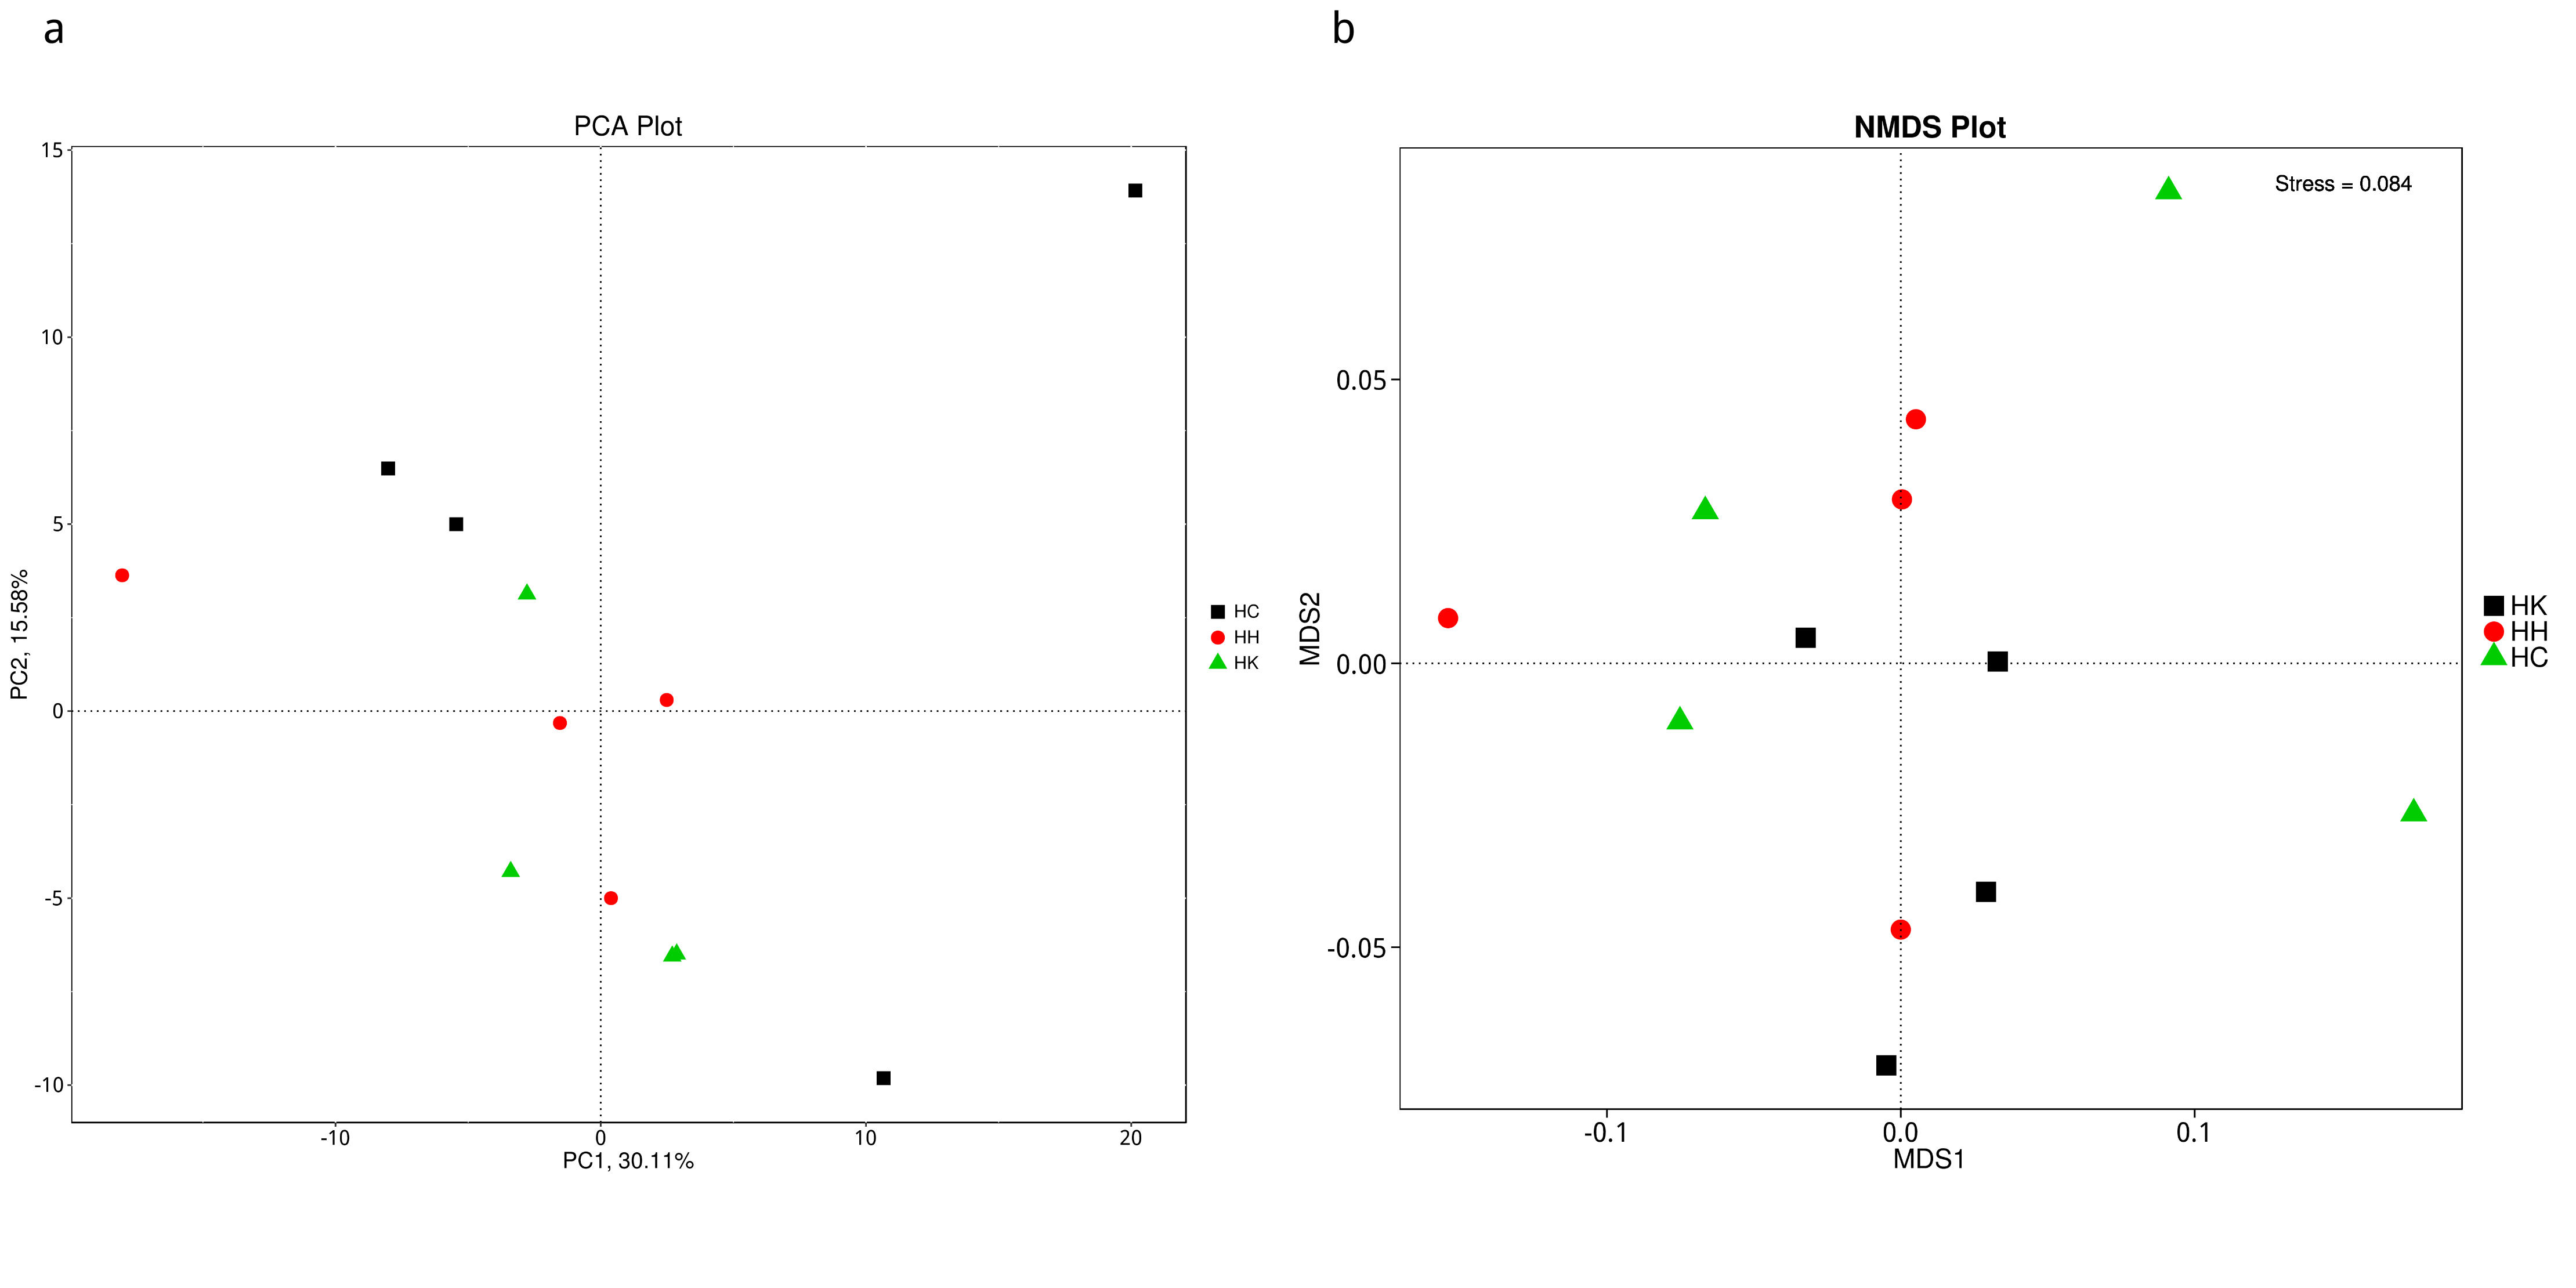 a
PCA Plot
15
10
5
0
-5
-10
PC2, 15.58%
-10
0
10
20
PC1, 30.11%
HC
HH
HK
b
NMDS Plot
Stress = 0.084
0.05
0.00
-0.05
MDS2
-0.1
0.0
0.1
MDS1
HK
HH
HC